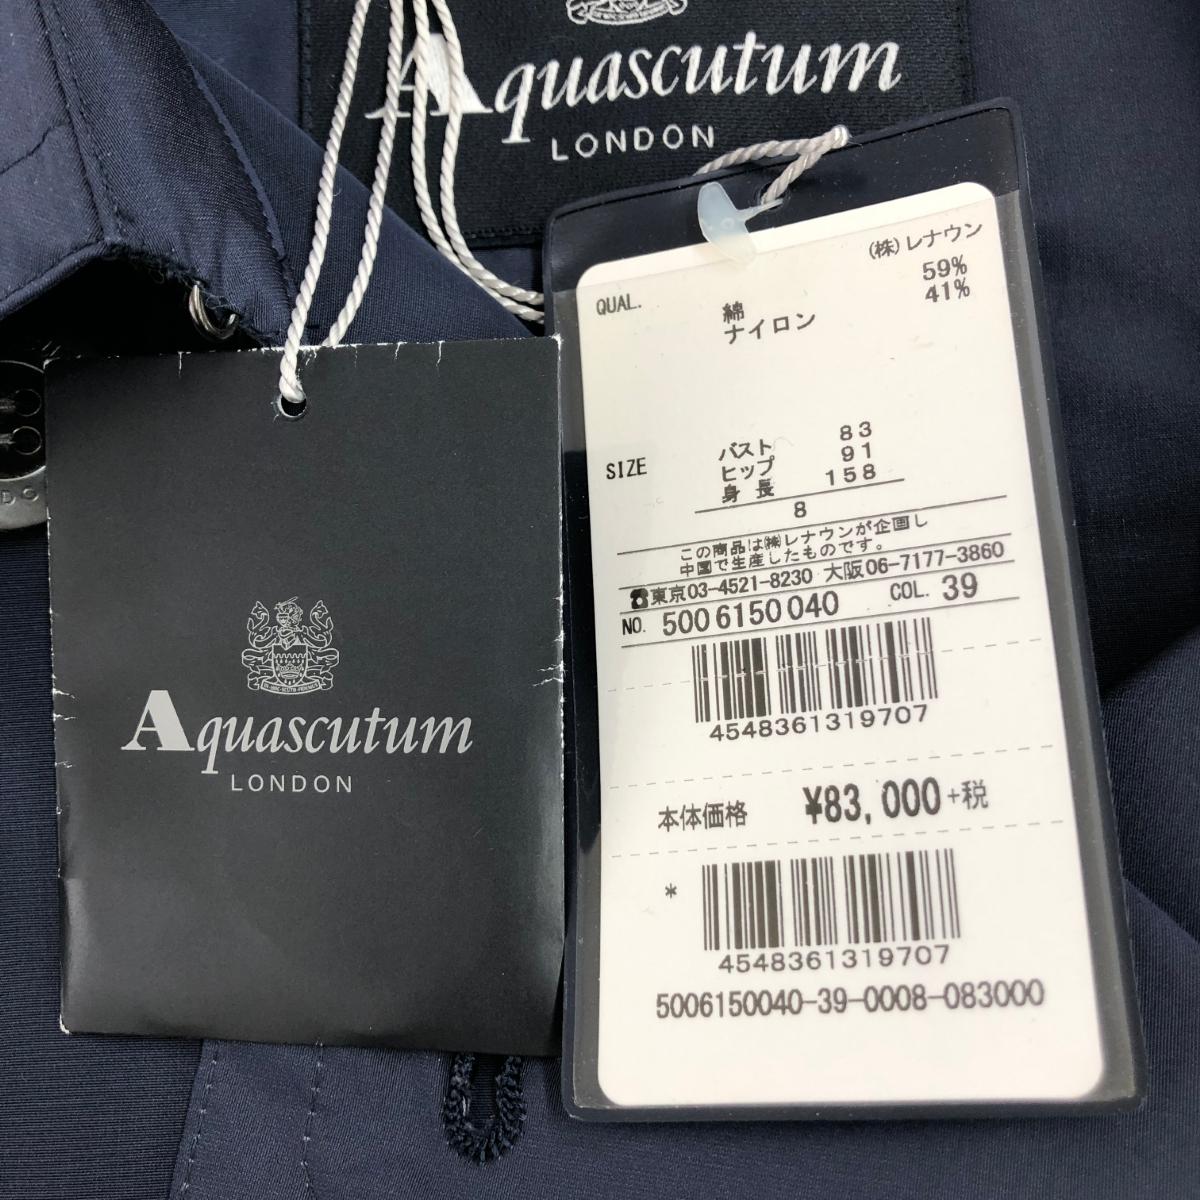 Aquascutum
LONDON
Aquascutum
LONDON
(株)レナウン
QUAL. 綿 59%
ナイロン 41%
SIZE バスト 83
ヒップ 91
身長 158
8
この商品は㈱レナウンが企画し
中国で生産したものです。
☎東京03-4521-8230 大阪06-7177-3860
NO. 5006150040 COL. 39
4548361319707
本体価格 ¥83,000+税
*
4548361319707
5006150040-39-0008-083000